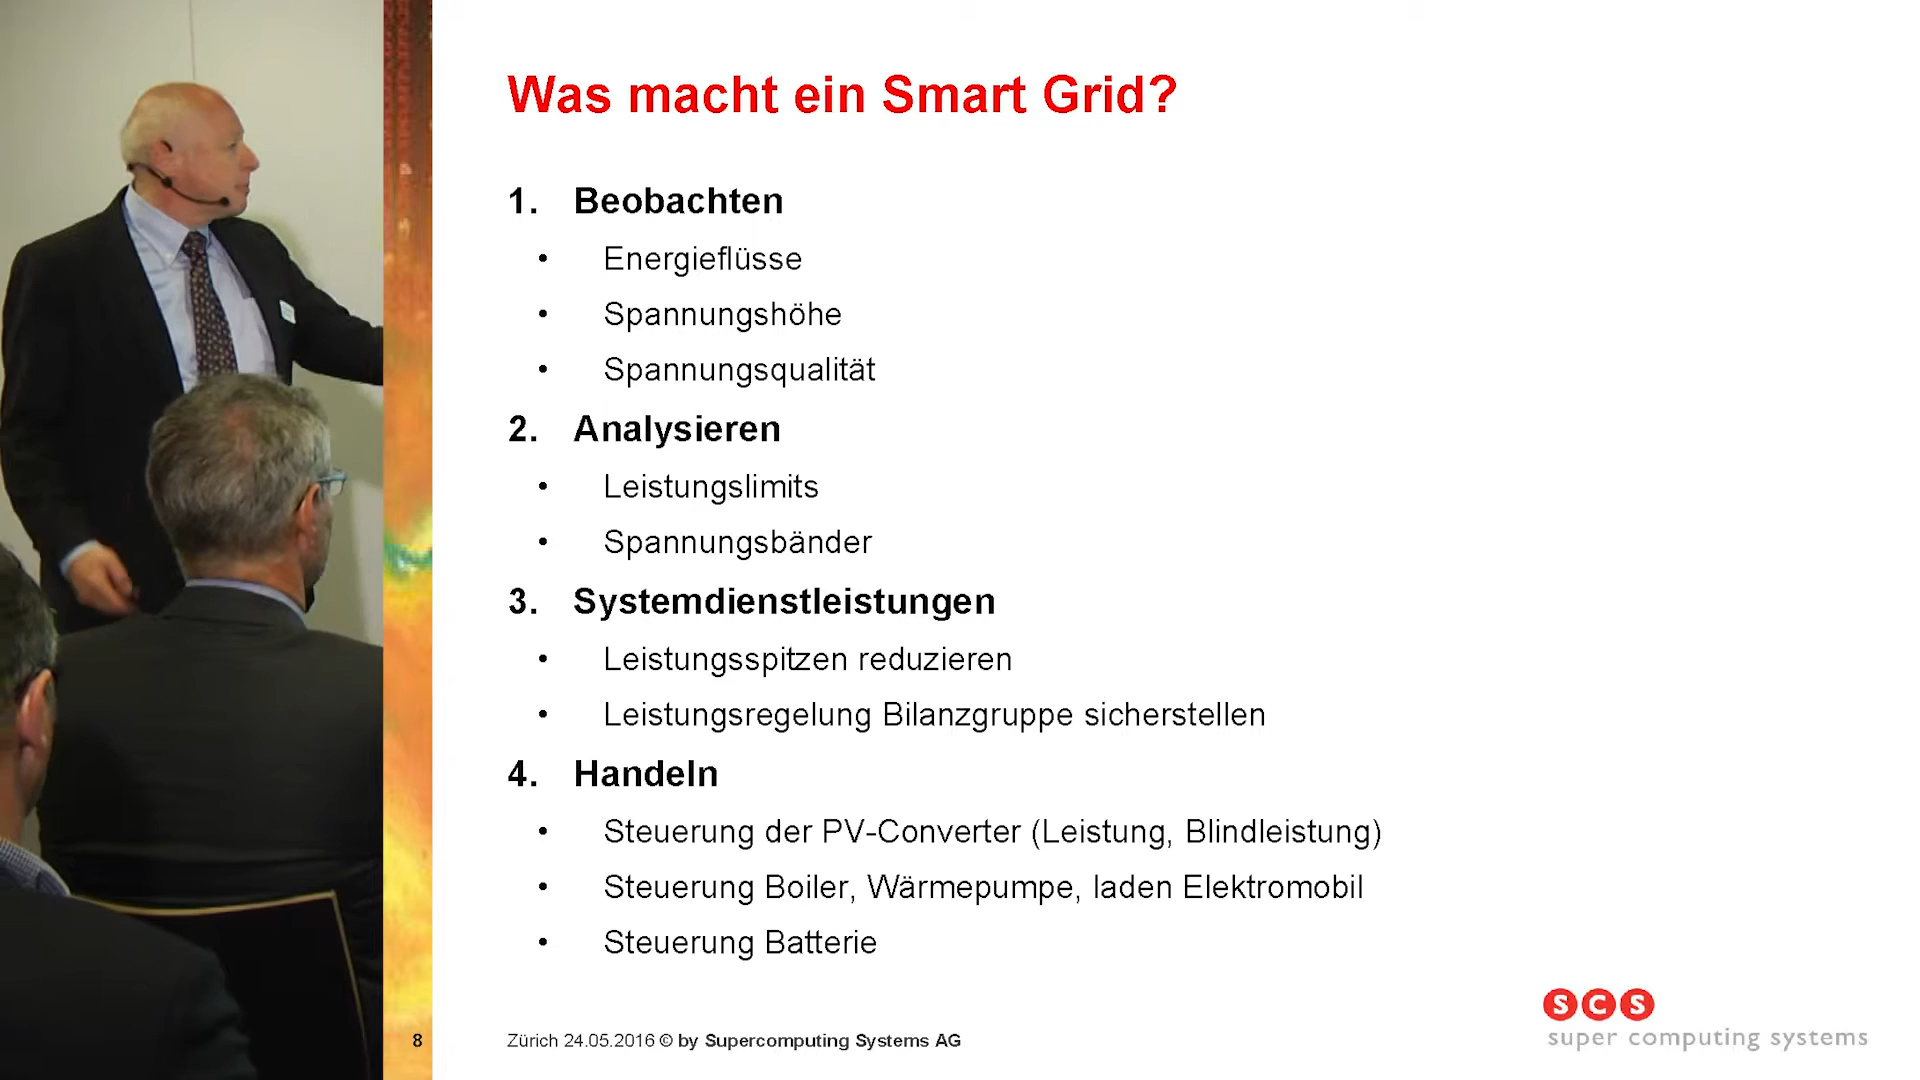 Was macht ein Smart Grid?
1. Beobachten
• Energieflüsse
• Spannungshöhe
• Spannungsqualität
2. Analysieren
• Leistungslimits
• Spannungsbänder
3. Systemdienstleistungen
• Leistungsspitzen reduzieren
• Leistungsregelung Bilanzgruppe sicherstellen
4. Handeln
• Steuerung der PV-Converter (Leistung, Blindleistung)
• Steuerung Boiler, Wärmepumpe, laden Elektromobil
• Steuerung Batterie
8 Zürich 24.05.2016 © by Supercomputing Systems AG
SCS
super computing systems